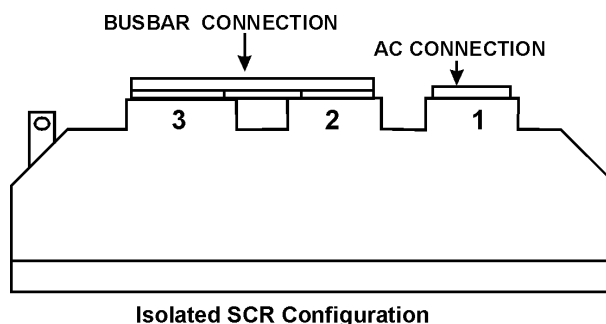 BUSBAR CONNECTION
AC CONNECTION
3 2 1
Isolated SCR Configuration